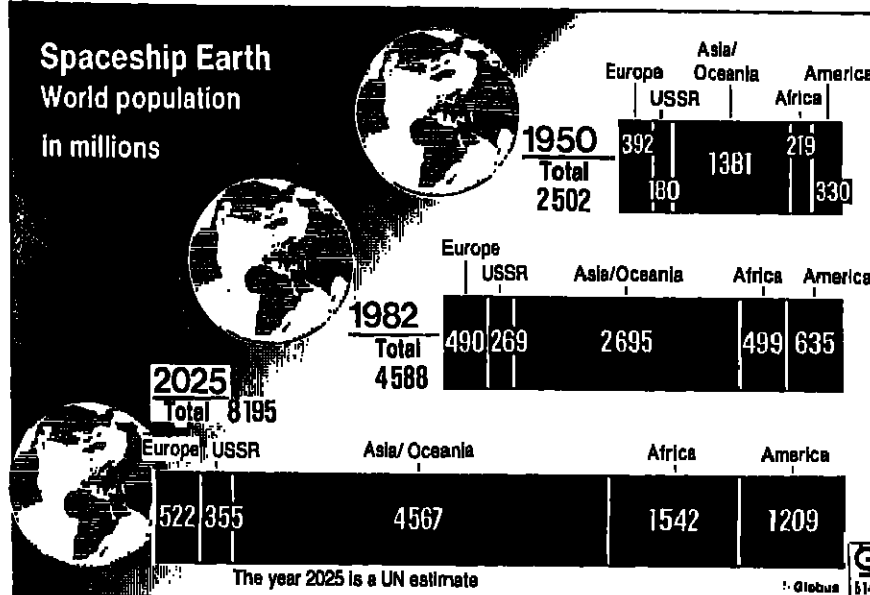 Spaceship Earth
World population
in millions
Asia/
Europe Oceania America
USSR Africa
1950
Total
2502
392 180 1381 219 330
Europe
USSR Asia/Oceania Africa America
1982
Total
4588
490 269 2695 499 635
2025
Total 8195
Europe USSR Asia/Oceania Africa America
522 355 4567 1542 1209
The year 2025 is a UN estimate
Globus